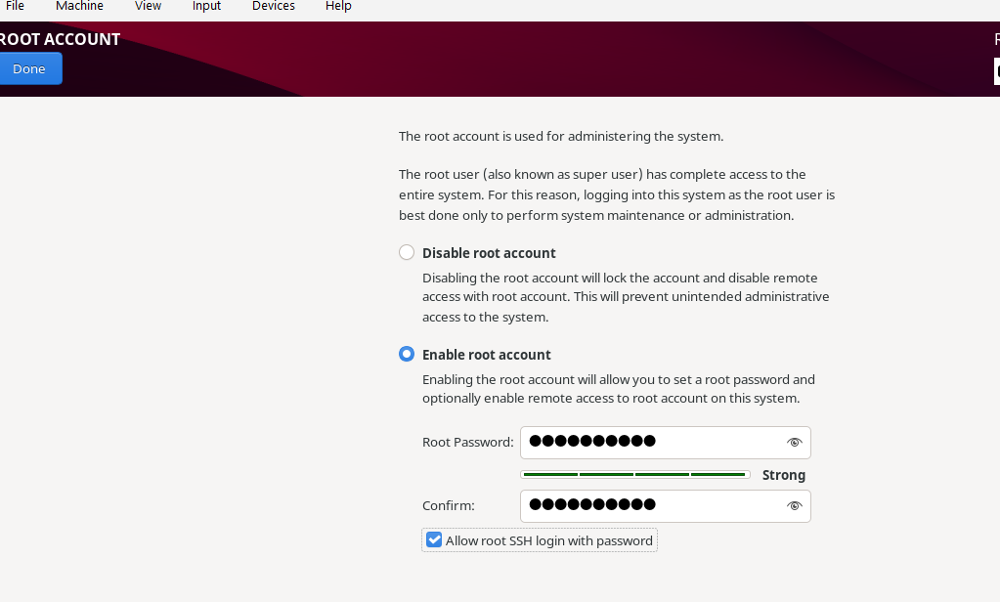 File Machine View Input Devices Help
ROOT ACCOUNT
Done
The root account is used for administering the system.
The root user (also known as super user) has complete access to the
entire system. For this reason, logging into this system as the root user is
best done only to perform system maintenance or administration.
Disable root account
Disabling the root account will lock the account and disable remote
access with root account. This will prevent unintended administrative
access to the system.
Enable root account
Enabling the root account will allow you to set a root password and
optionally enable remote access to root account on this system.
Root Password: ●●●●●●●●●●
Strong
Confirm: ●●●●●●●●●●
Allow root SSH login with password